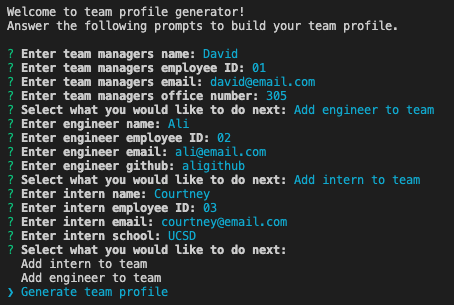 Welcome to team profile generator!
Answer the following prompts to build your team profile.
? Enter team managers name: David
? Enter team managers employee ID: 01
? Enter team managers email: david@email.com
? Enter team managers office number: 305
? Select what you would like to do next: Add engineer to team
? Enter engineer name: Ali
? Enter engineer employee ID: 02
? Enter engineer email: ali@email.com
? Enter engineer github: aligithub
? Select what you would like to do next: Add intern to team
? Enter intern name: Courtney
? Enter intern employee ID: 03
? Enter intern email: courtney@email.com
? Enter intern school: UCSD
? Select what you would like to do next:
Add intern to team
Add engineer to team
❯ Generate team profile